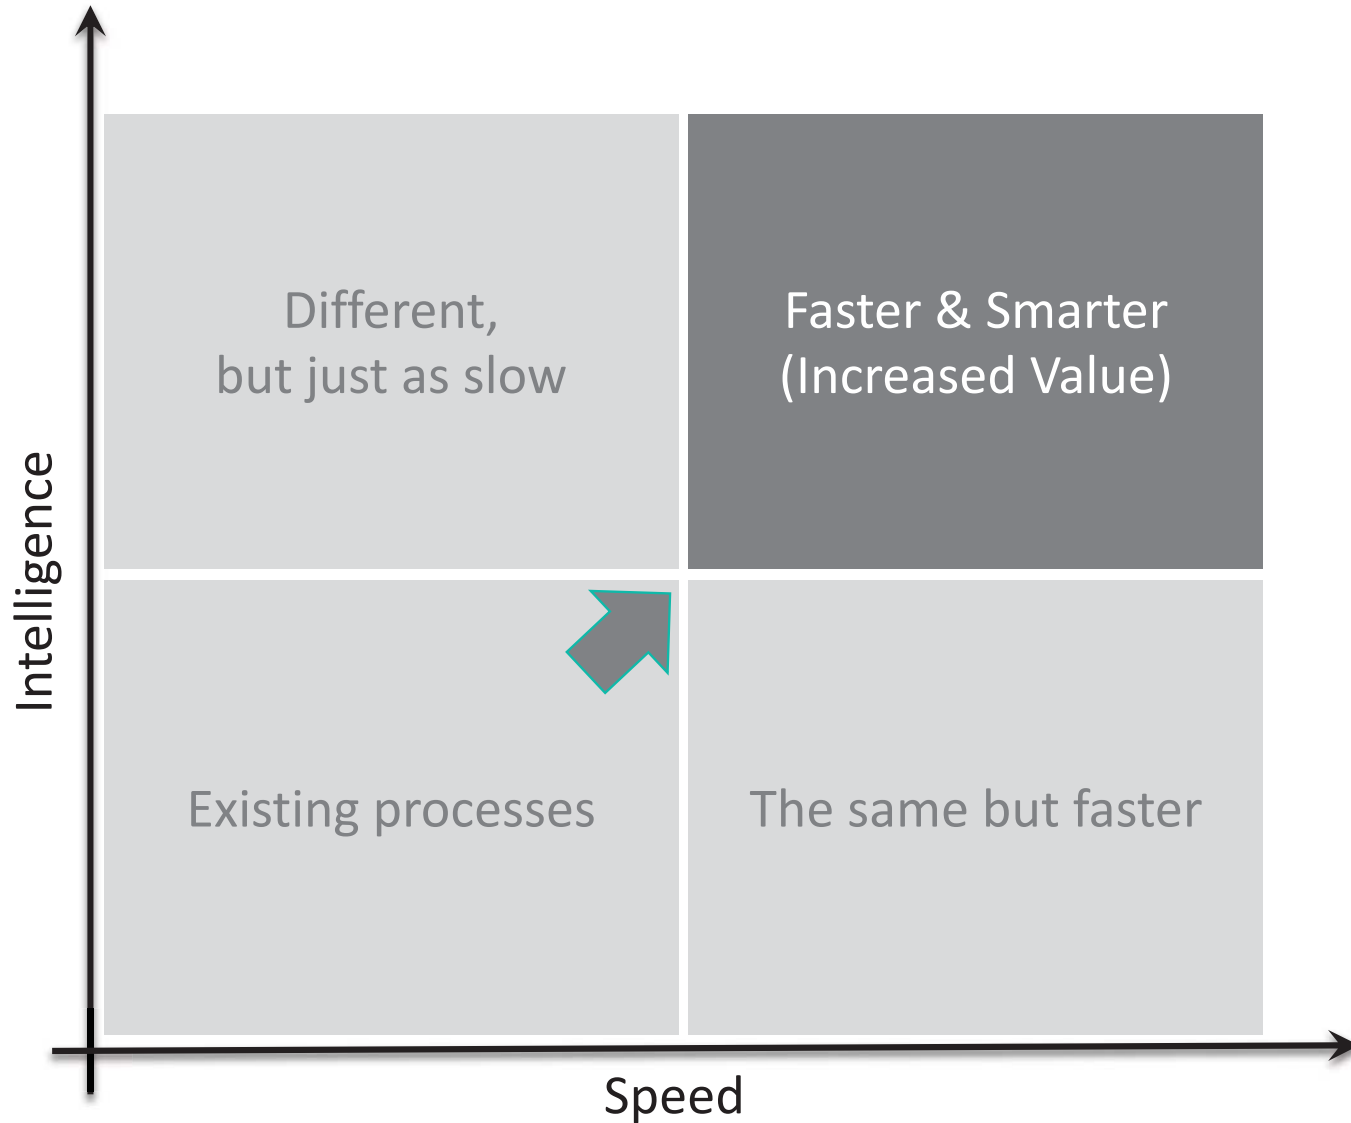 Different,
but just as slow
Faster & Smarter
(Increased Value)
Intelligence
Existing processes
The same but faster
Speed